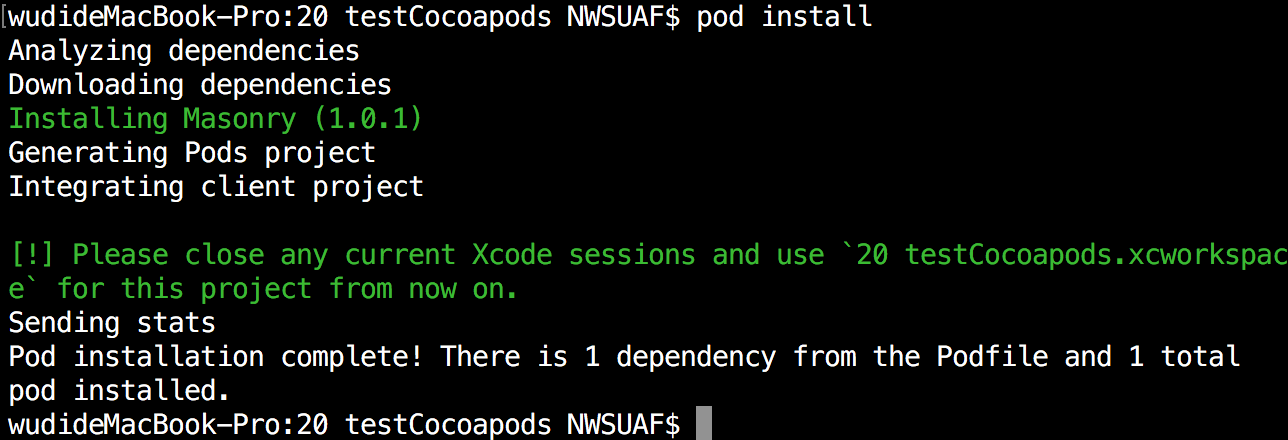 [wudideMacBook-Pro:20 testCocoapods NWSUAF$ pod install
Analyzing dependencies
Downloading dependencies
Installing Masonry (1.0.1)
Generating Pods project
Integrating client project
[!] Please close any current Xcode sessions and use `20 testCocoapods.xcworkspac
e` for this project from now on.
Sending stats
Pod installation complete! There is 1 dependency from the Podfile and 1 total
pod installed.
wudideMacBook-Pro:20 testCocoapods NWSUAF$